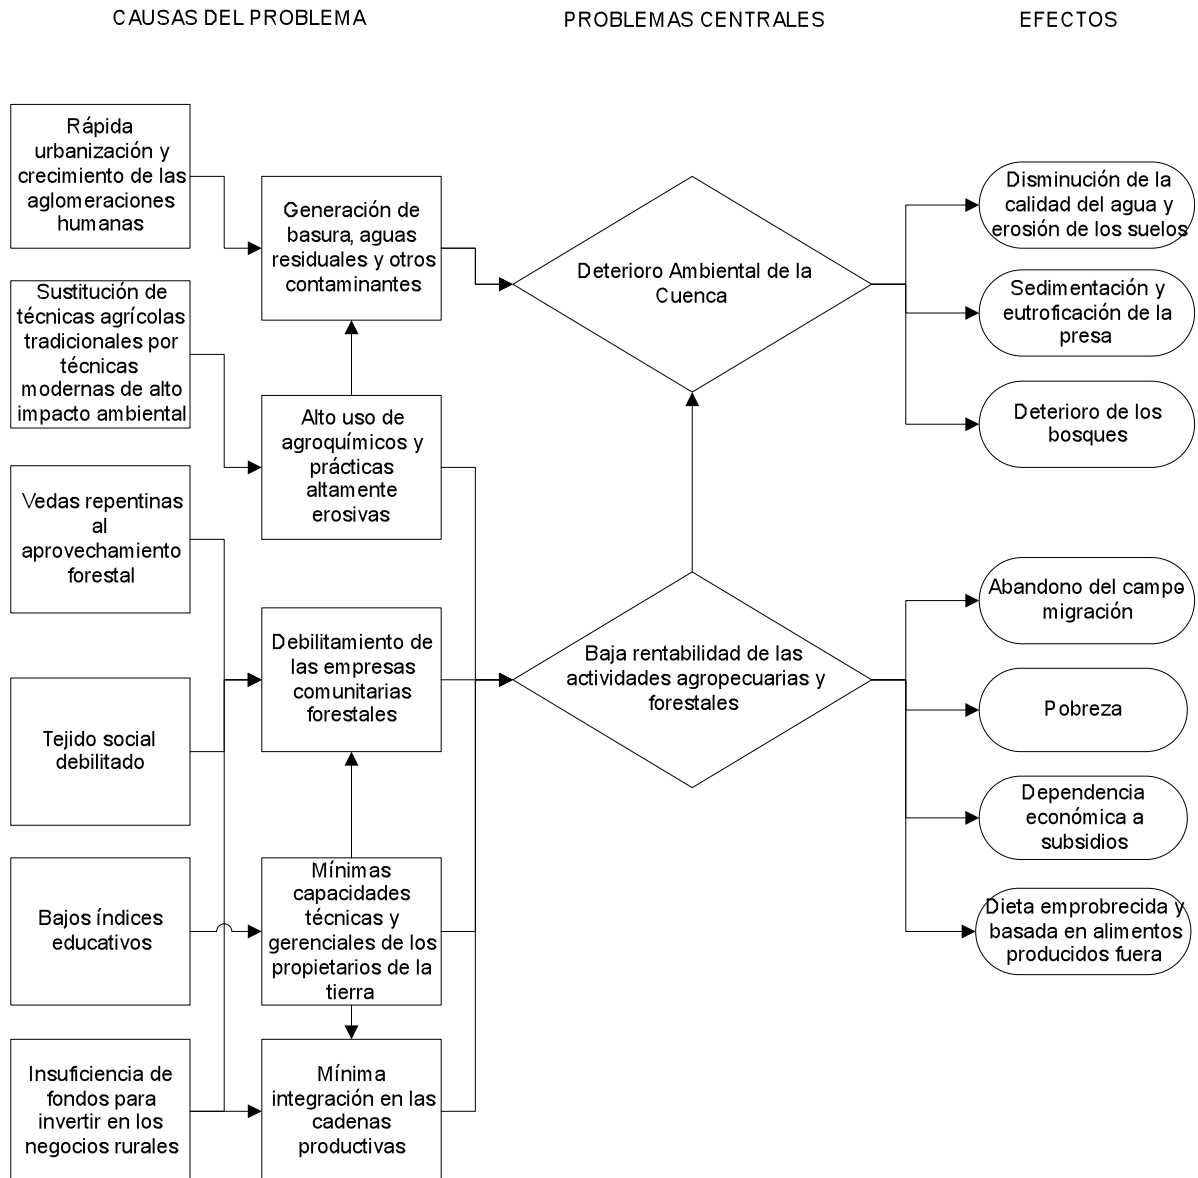 CAUSAS DEL PROBLEMA
PROBLEMAS CENTRALES
EFECTOS
Rápida
urbanización y
crecimiento de las
aglomeraciones
humanas
Sustitución de
técnicas agrícolas
tradicionales por
técnicas
modernas de alto
impacto ambiental
Vedas repentinas
al
aprovechamiento
forestal
Tejido social
debilitado
Bajos índices
educativos
Insuficiencia de
fondos para
invertir en los
negocios rurales
Generación de
basura, aguas
residuales y otros
contaminantes
Alto uso de
agroquímicos y
prácticas
altamente
erosivas
Debilitamiento de
las empresas
comunitarias
forestales
Mínimas
capacidades
técnicas y
gerenciales de los
propietarios de la
tierra
Mínima
integración en las
cadenas
productivas
Deterioro Ambiental de la
Cuenca
Baja rentabilidad de las
actividades agropecuarias y
forestales
Disminución de la
calidad del agua y
erosión de los suelos
Sedimentación y
eutroficación de la
presa
Deterioro de los
bosques
Abandono del campo
migración
Pobreza
Dependencia
económica a
subsidios
Dieta emprobrecida y
basada en alimentos
producidos fuera